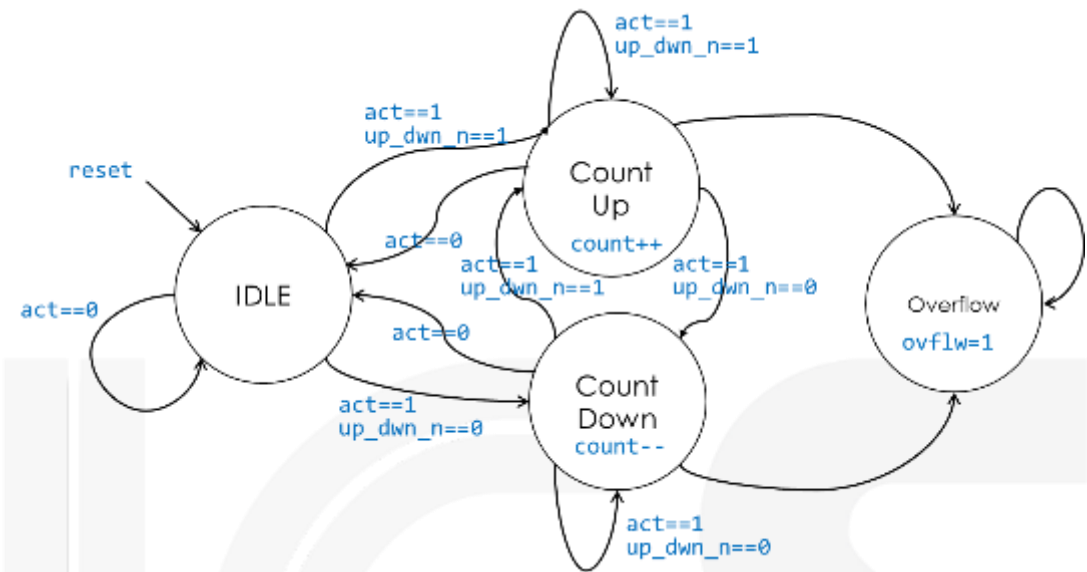 act==1
up_dwn_n==1
act==1
up_dwn_n==1
reset
Count
Up
count++
act==0
act==1
up_dwn_n==1
act==1
up_dwn_n==0
IDLE
act==0
act==0
Overflow
ovflw=1
Count
Down
count--
act==1
up_dwn_n==0
act==1
up_dwn_n==0